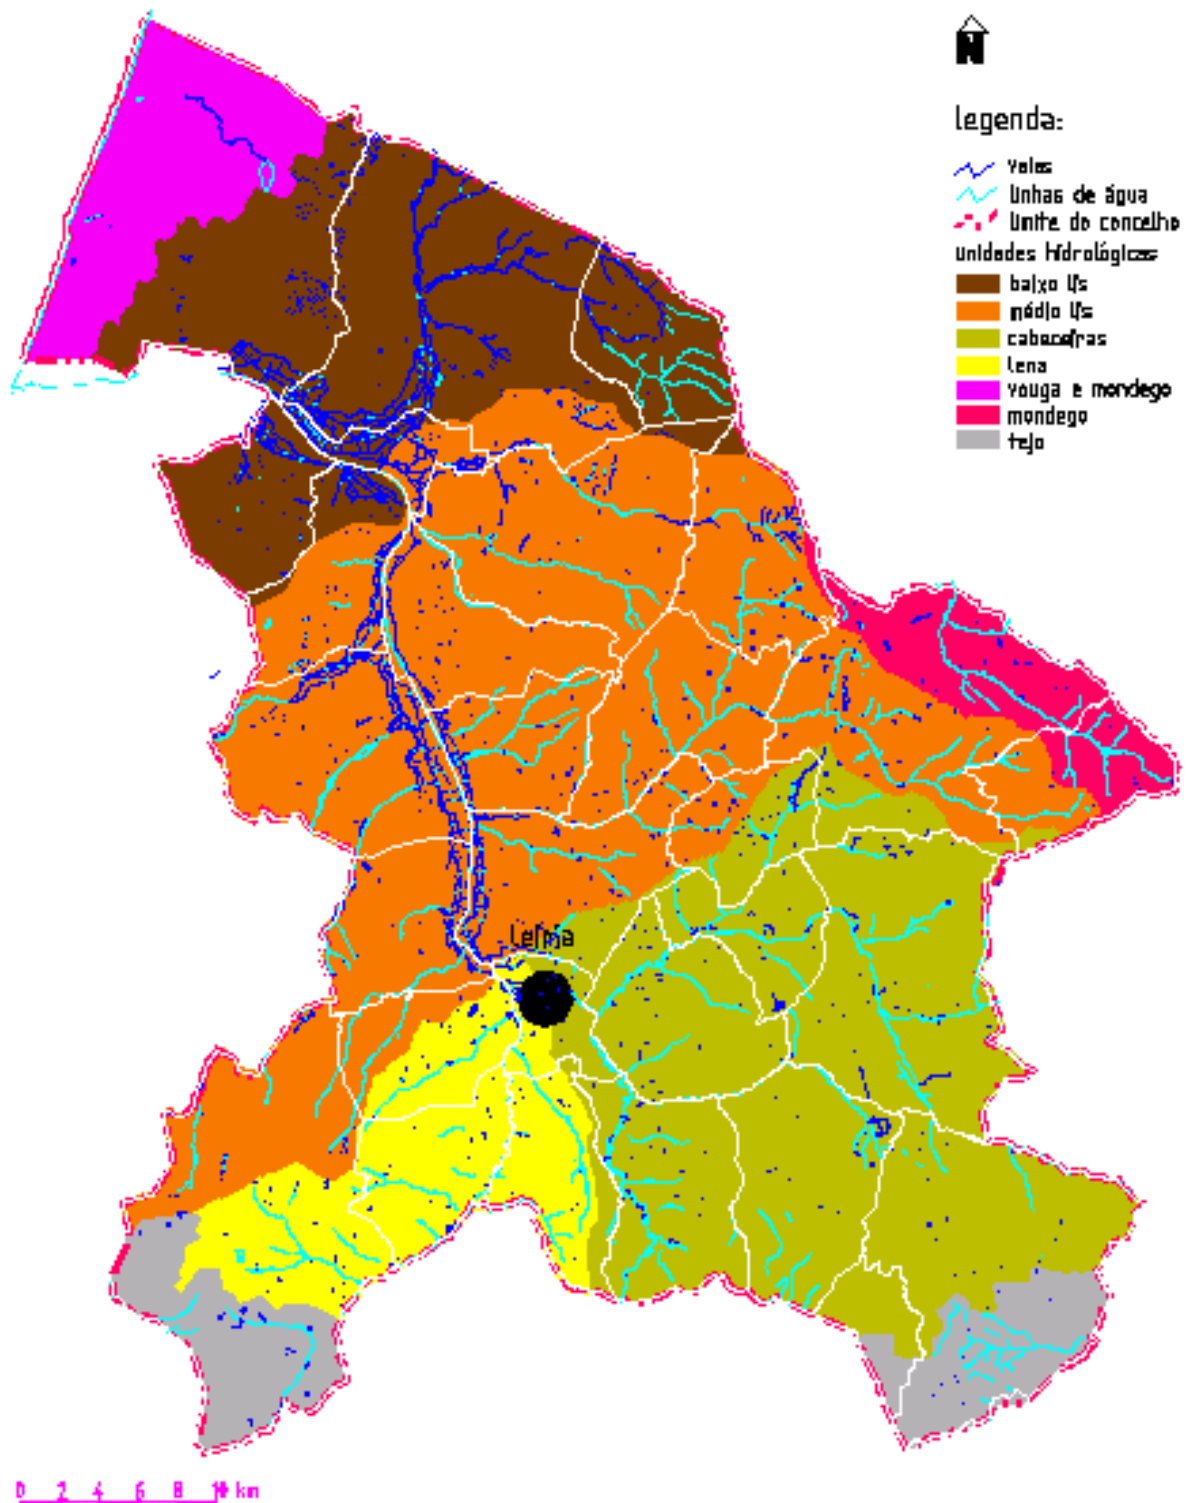 N
legenda:
valas
linhas de água
limite do concelho
unidades hidrológicas
baixo lis
médio lis
cabeceiras
lena
vouga e mondego
mondego
tejo
leiria
0 2 4 6 8 10 km